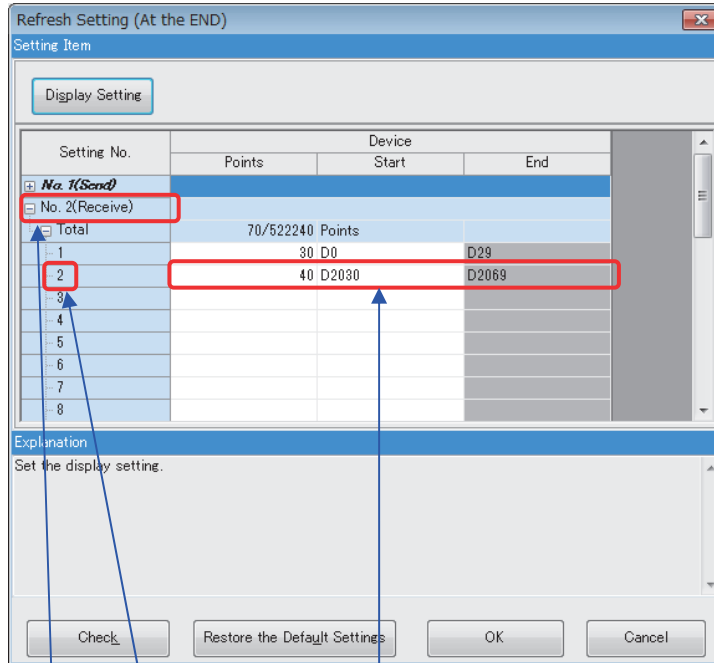 Refresh Setting (At the END)
Setting Item
Display Setting
Setting No. Device
Points Start End
No. 1(Send)
No. 2(Receive)
Total 70/522240 Points
1 30 D0 D29
2 40 D2030 D2069
3
4
5
6
7
8
Explanation
Set the display setting.
Check Restore the Default Settings OK Cancel